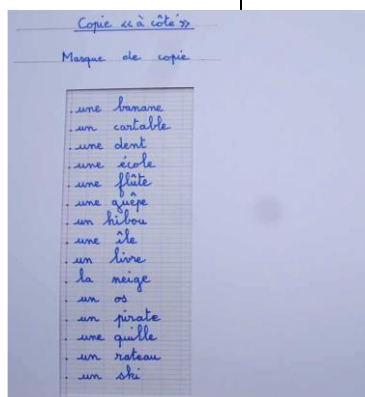 Copie « à côté »
Masque de copie
. une banane
. un cartable
. une dent
. une école
. une flûte
. une guêpe
. un hibou
. une île
. un livre
. la neige
. un os
. un pirate
. une quille
. un rateau
. un ski